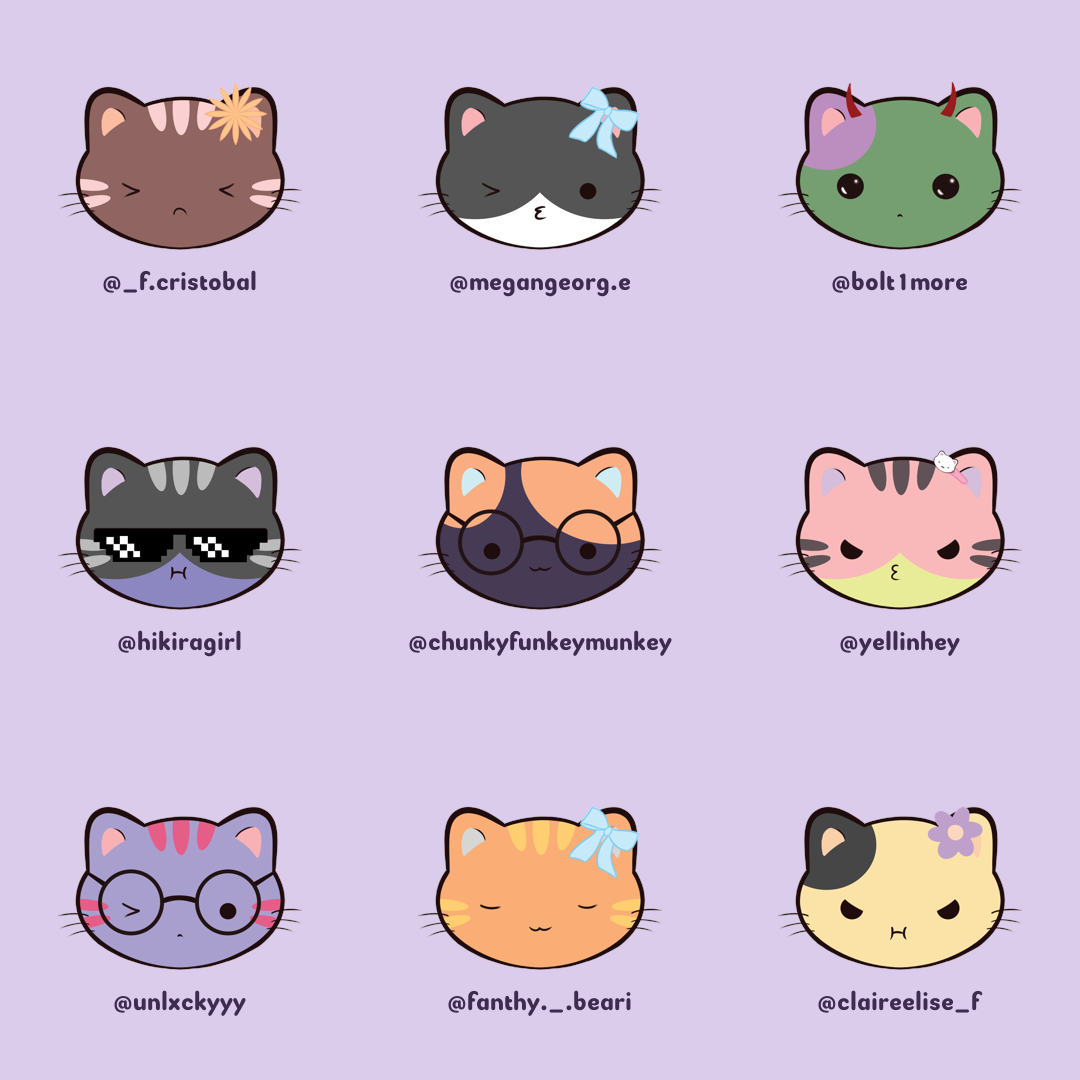 @_f.cristobal
@megangeorg.e
@bolt1more
@hikiragirl
@chunkyfunkeymunkey
@yellinhey
@unlxckyyy
@fanthy._.beari
@claireelise_f